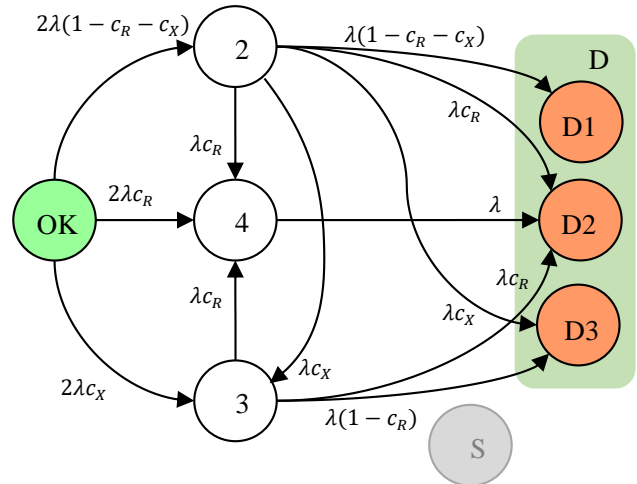 2λ(1 - c_R - c_X)
2
λ(1 - c_R - c_X)
D
D1
λc_R
λc_R
OK
2λc_R
4
λ
D2
λc_R
λc_R
λc_X
D3
2λc_X
λc_X
3
λ(1 - c_R)
S